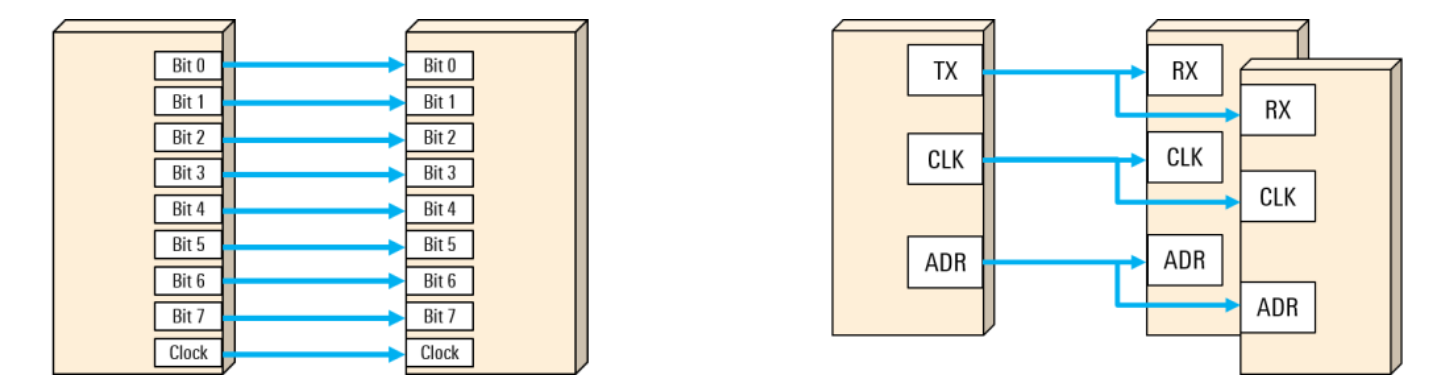 Bit 0 Bit 0
Bit 1 Bit 1
Bit 2 Bit 2
Bit 3 Bit 3
Bit 4 Bit 4
Bit 5 Bit 5
Bit 6 Bit 6
Bit 7 Bit 7
Clock Clock
TX RX
RX
CLK CLK
CLK
ADR ADR
ADR